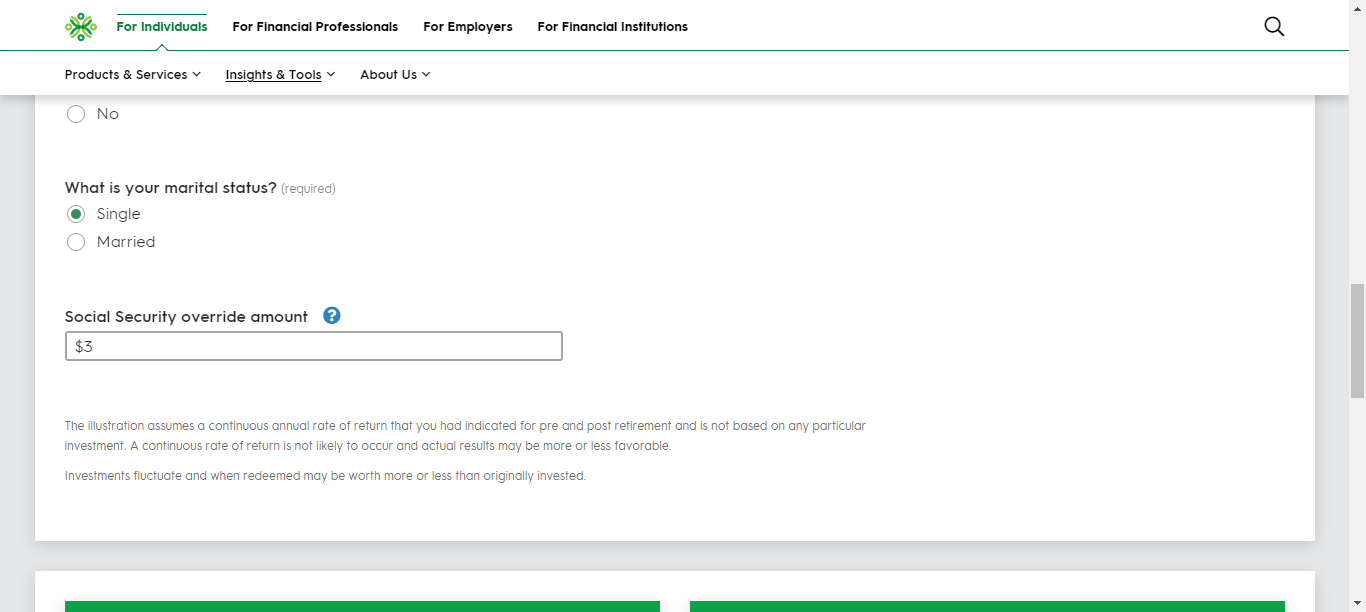 For Individuals
For Financial Professionals
For Employers
For Financial Institutions
Products & Services
Insights & Tools
About Us
No
What is your marital status? (required)
Single
Married
Social Security override amount ?
$3
The illustration assumes a continuous annual rate of return that you had indicated for pre and post retirement and is not based on any particular
investment. A continuous rate of return is not likely to occur and actual results may be more or less favorable.
Investments fluctuate and when redeemed may be worth more or less than originally invested.